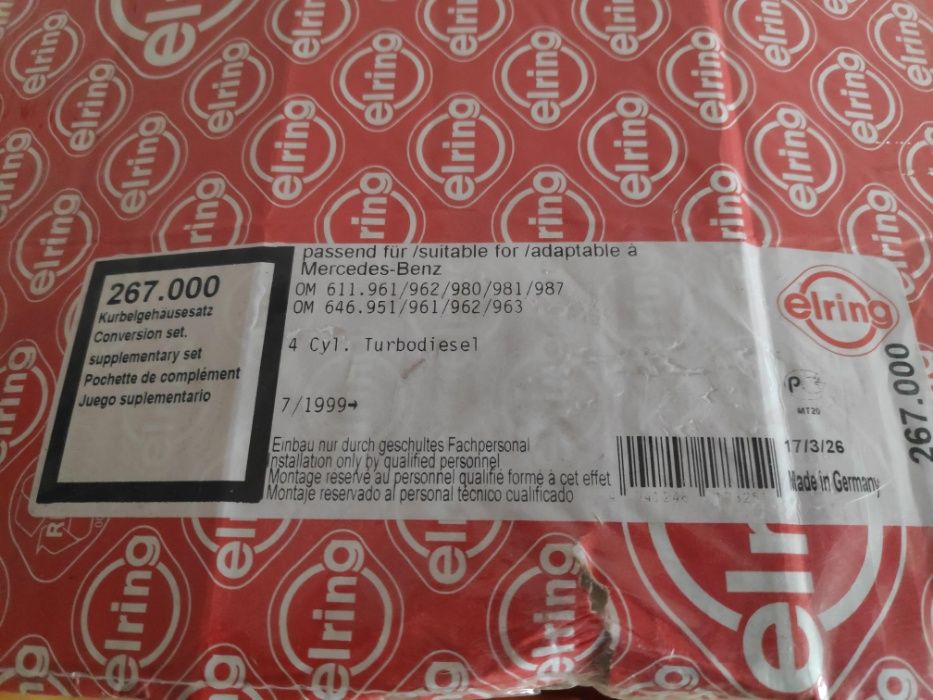 267.000
Kurbelgehäusesatz
Conversion set.
supplementary set
Pochette de complément
Juego suplementario
passend für /suitable for /adaptable à
Mercedes-Benz
OM 611.961/962/980/981/987
OM 646.951/961/962/963
4 Cyl. Turbodiesel
7/1999→
Einbau nur durch geschultes Fachpersonal
Installation only by qualified personnel
Montage reservé au personnel qualifié formé à cet effet
Montaje reservado al personal técnico cualificado
elring
MT20
17/3/26
Made in Germany
267.000